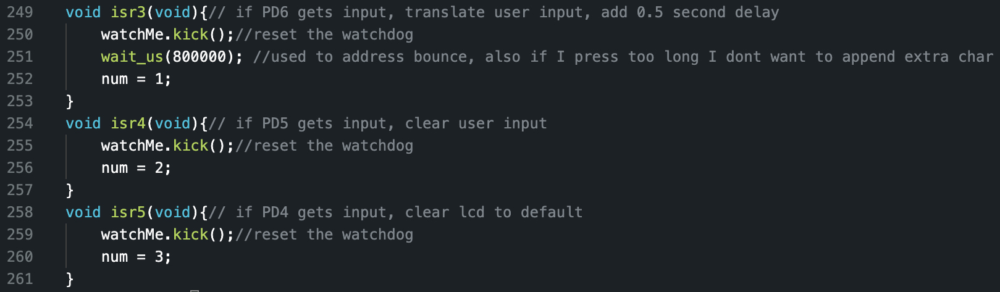 249 void isr3(void){// if PD6 gets input, translate user input, add 0.5 second delay
250 watchMe.kick();//reset the watchdog
251 wait_us(800000); //used to address bounce, also if I press too long I dont want to append extra char
252 num = 1;
253 }
254 void isr4(void){// if PD5 gets input, clear user input
255 watchMe.kick();//reset the watchdog
256 num = 2;
257 }
258 void isr5(void){// if PD4 gets input, clear lcd to default
259 watchMe.kick();//reset the watchdog
260 num = 3;
261 }